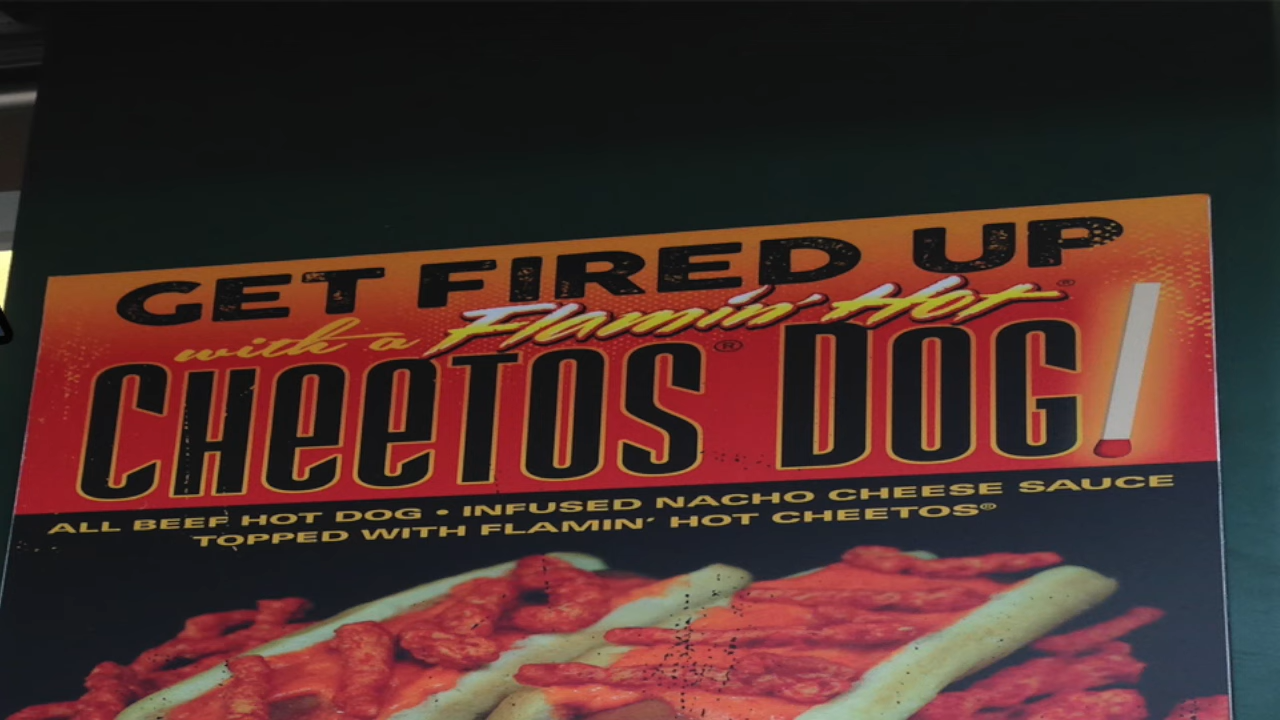 GET FIRED UP
with a Flamin' Hot®
CHeeTOS® DOG!
ALL BEEF HOT DOG • INFUSED NACHO CHEESE SAUCE
TOPPED WITH FLAMIN' HOT CHEETOS®